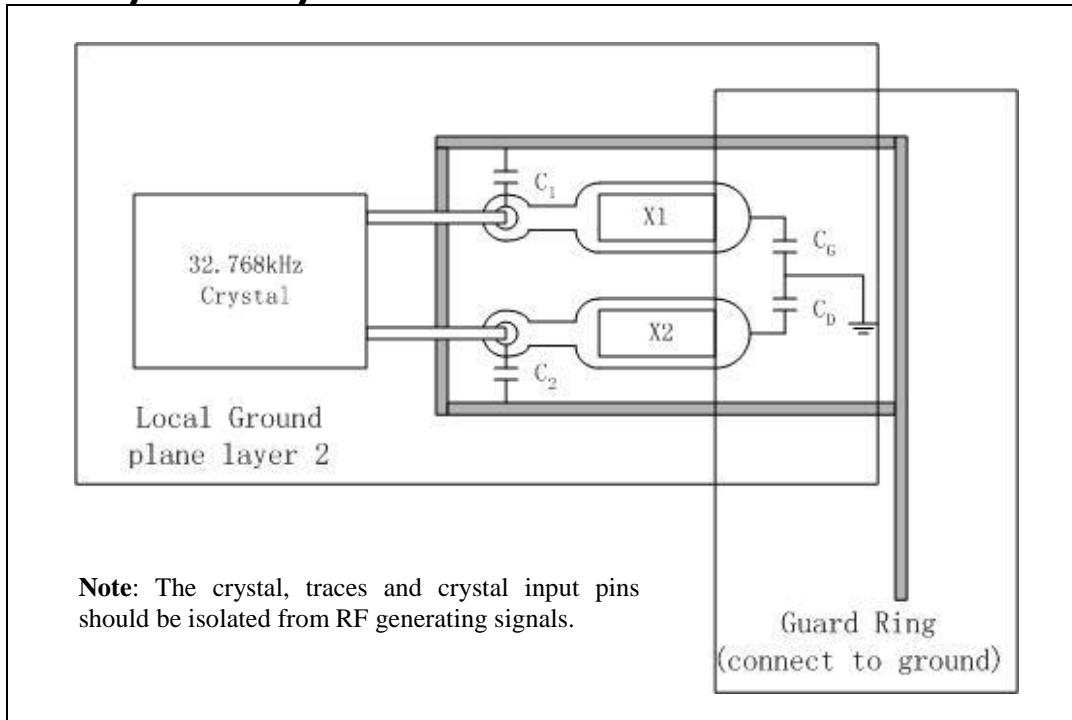 C1
X1
CG
32.768kHz
Crystal
CD
X2
C2
Local Ground
plane layer 2
Note: The crystal, traces and crystal input pins
should be isolated from RF generating signals.
Guard Ring
(connect to ground)